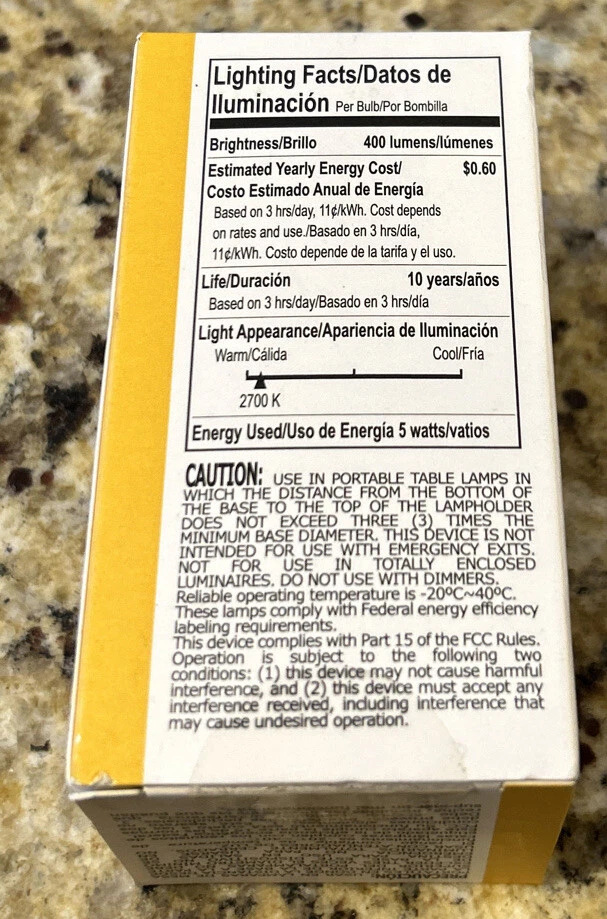 Lighting Facts/Datos de
Iluminación Per Bulb/Por Bombilla
Brightness/Brillo 400 lumens/lúmenes
Estimated Yearly Energy Cost/ $0.60
Costo Estimado Anual de Energía
Based on 3 hrs/day, 11¢/kWh. Cost depends
on rates and use./Basado en 3 hrs/día,
11¢/kWh. Costo depende de la tarifa y el uso.
Life/Duración 10 years/años
Based on 3 hrs/day/Basado en 3 hrs/día
Light Appearance/Apariencia de Iluminación
Warm/Cálida Cool/Fría
2700 K
Energy Used/Uso de Energía 5 watts/vatios
CAUTION: USE IN PORTABLE TABLE LAMPS IN
WHICH THE DISTANCE FROM THE BOTTOM OF
THE BASE TO THE TOP OF THE LAMPHOLDER
DOES NOT EXCEED THREE (3) TIMES THE
MINIMUM BASE DIAMETER. THIS DEVICE IS NOT
INTENDED FOR USE WITH EMERGENCY EXITS.
NOT FOR USE IN TOTALLY ENCLOSED
LUMINAIRES. DO NOT USE WITH DIMMERS.
Reliable operating temperature is -20ºC~40ºC.
These lamps comply with Federal energy efficiency
labeling requirements.
This device complies with Part 15 of the FCC Rules.
Operation is subject to the following two
conditions: (1) this device may not cause harmful
interference, and (2) this device must accept any
interference received, including interference that
may cause undesired operation.
PRECAUCIÓN: